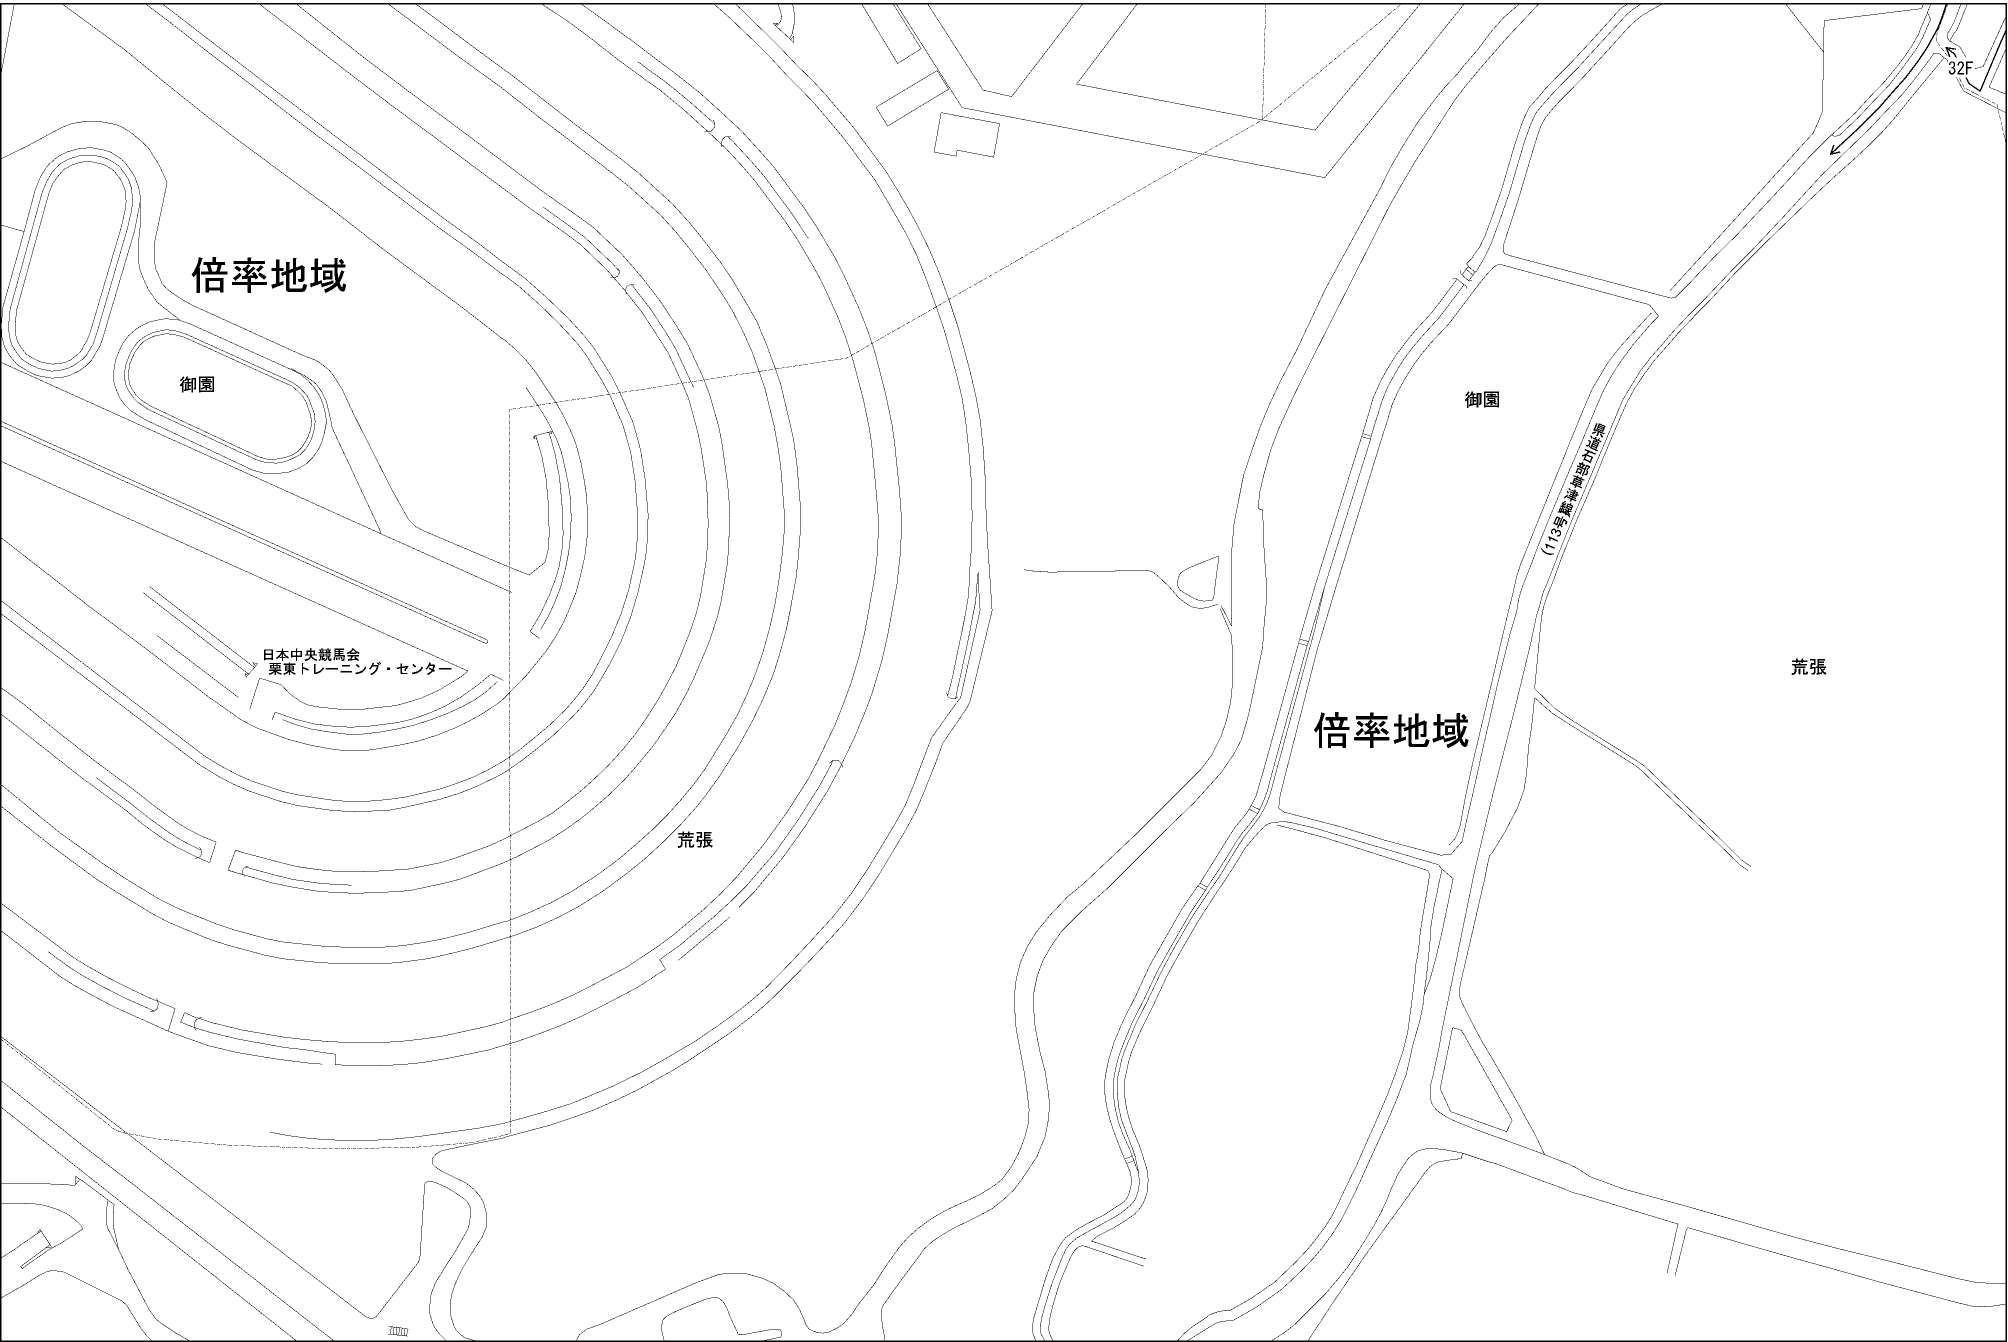 32F
倍率地域
御園
御園
県道石部草津線
(113号線)
日本中央競馬会
栗東トレーニング・センター
荒張
倍率地域
荒張